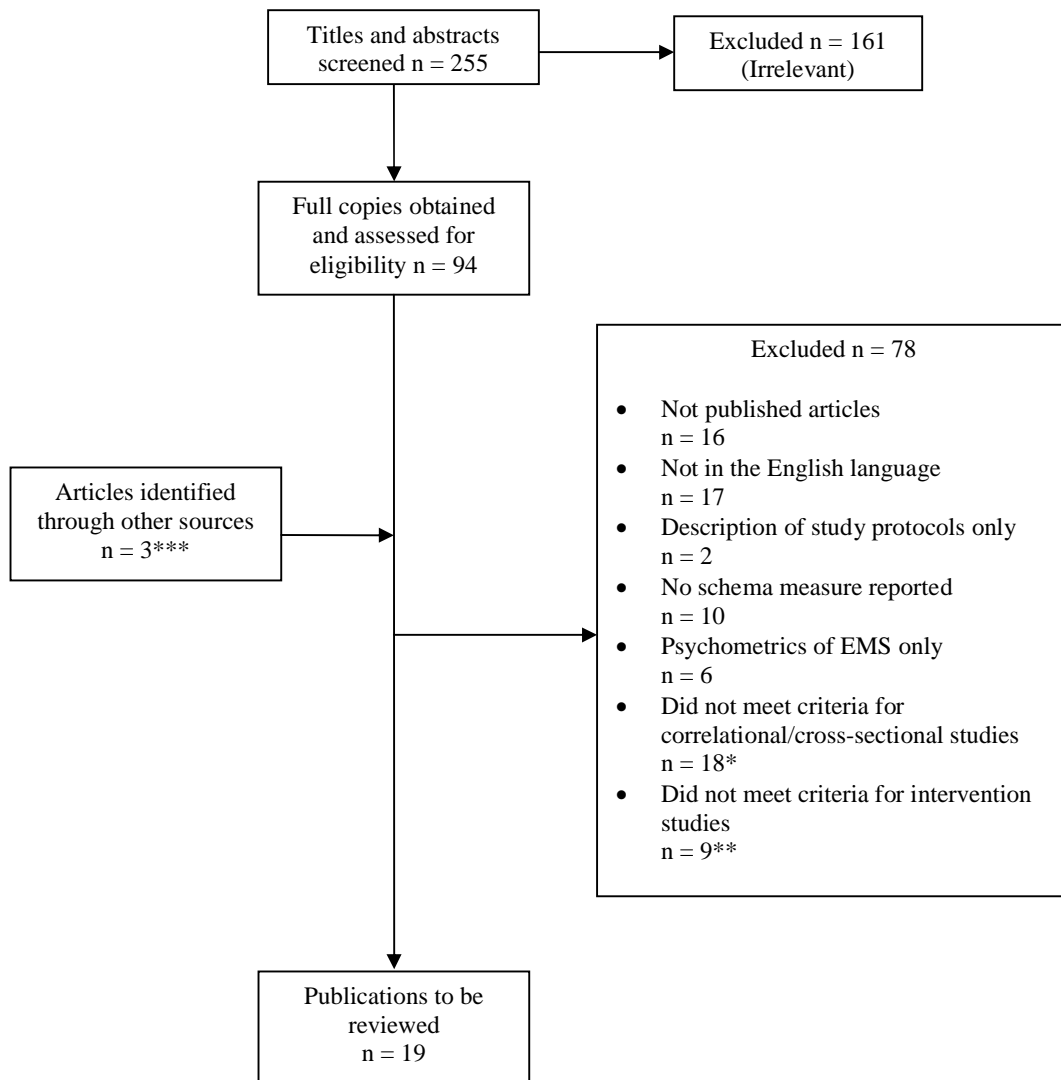 Titles and abstracts
screened n = 255
Excluded n = 161
(Irrelevant)
Full copies obtained
and assessed for
eligibility n = 94
Excluded n = 78
• Not published articles
n = 16
• Not in the English language
n = 17
• Description of study protocols only
n = 2
• No schema measure reported
n = 10
• Psychometrics of EMS only
n = 6
• Did not meet criteria for
correlational/cross-sectional studies
n = 18*
• Did not meet criteria for intervention
studies
n = 9**
Articles identified
through other sources
n = 3***
Publications to be
reviewed
n = 19